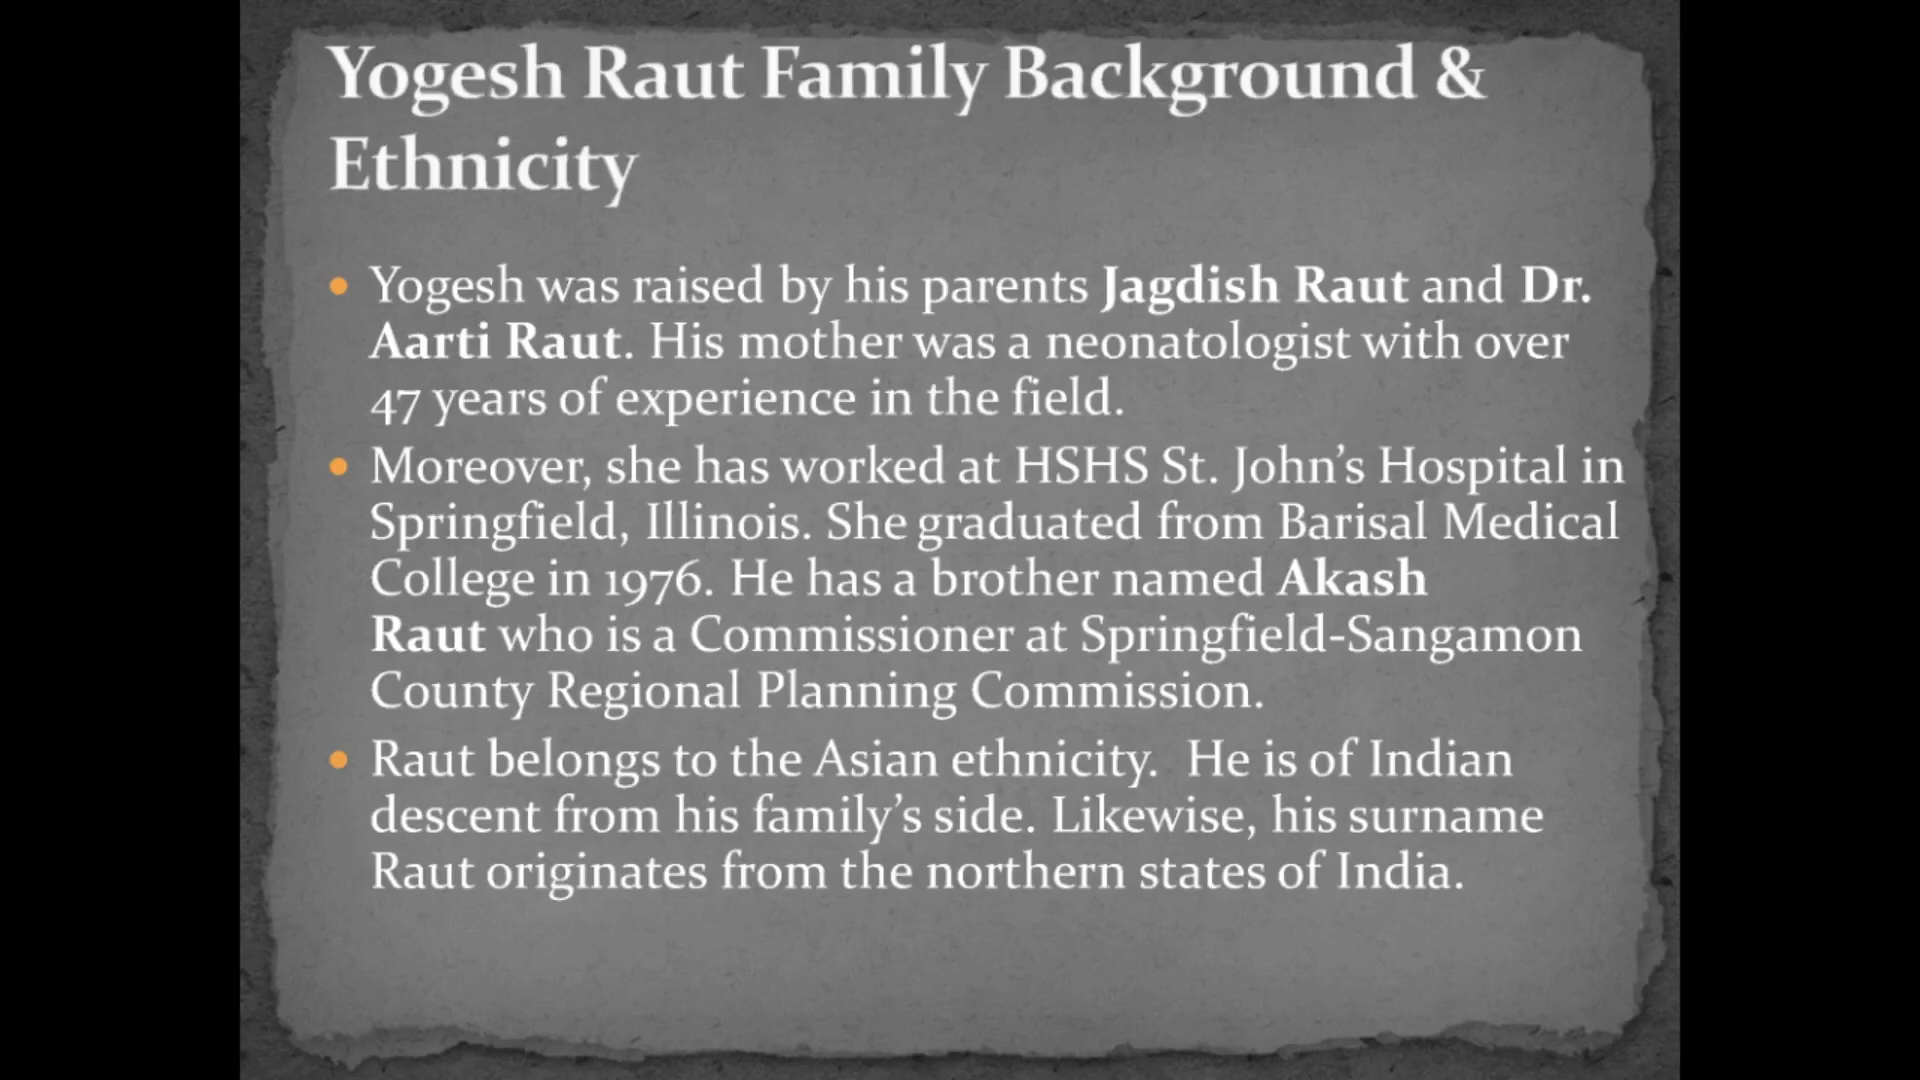 Yogesh Raut Family Background &
Ethnicity
• Yogesh was raised by his parents Jagdish Raut and Dr.
Aarti Raut. His mother was a neonatologist with over
47 years of experience in the field.
• Moreover, she has worked at HSHS St. John’s Hospital in
Springfield, Illinois. She graduated from Barisal Medical
College in 1976. He has a brother named Akash
Raut who is a Commissioner at Springfield-Sangamon
County Regional Planning Commission.
• Raut belongs to the Asian ethnicity.  He is of Indian
descent from his family’s side. Likewise, his surname
Raut originates from the northern states of India.